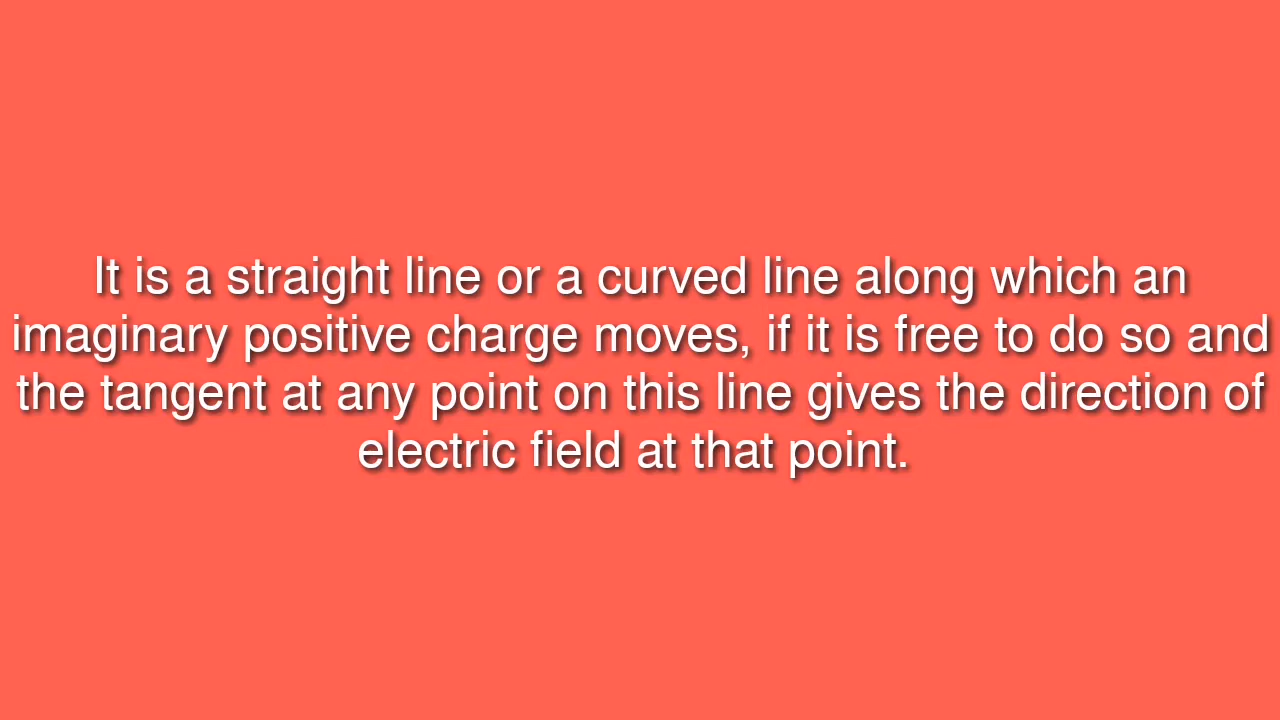 It is a straight line or a curved line along which an
imaginary positive charge moves, if it is free to do so and
the tangent at any point on this line gives the direction of
electric field at that point.